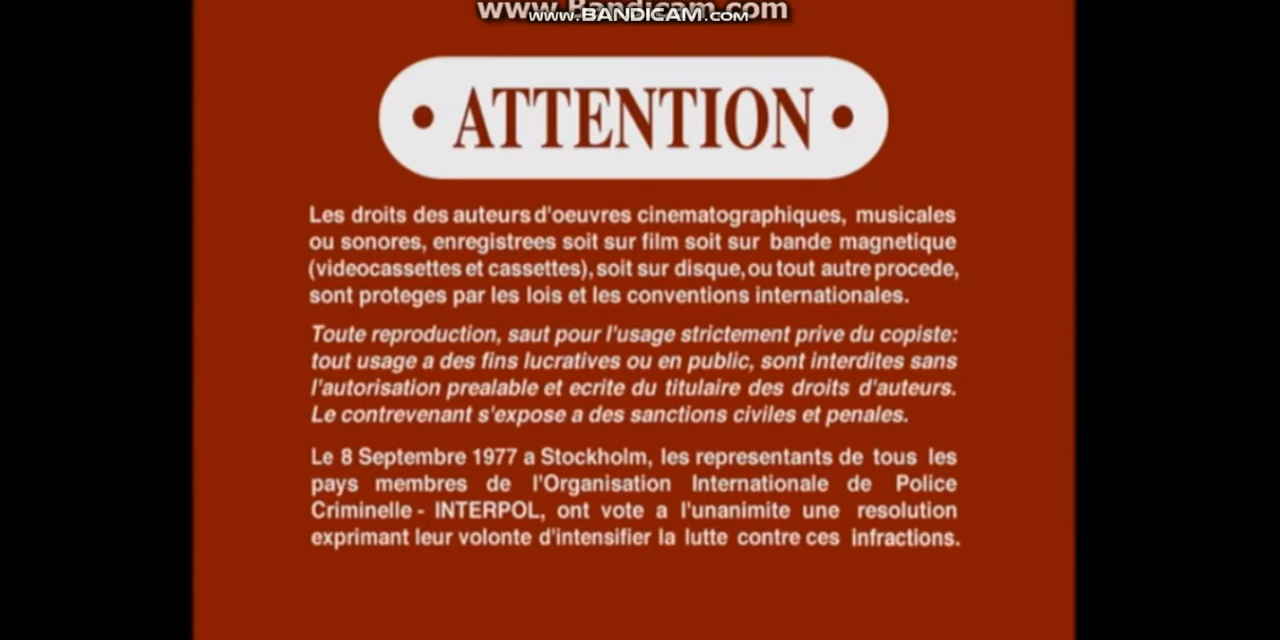 www.Bandicam.com
www.BANDICAM.com
• ATTENTION •
Les droits des auteurs d'oeuvres cinematographiques, musicales
ou sonores, enregistrees soit sur film soit sur bande magnetique
(videocassettes et cassettes), soit sur disque, ou tout autre procede,
sont proteges par les lois et les conventions internationales.
Toute reproduction, saut pour l'usage strictement prive du copiste:
tout usage a des fins lucratives ou en public, sont interdites sans
l'autorisation prealable et ecrite du titulaire des droits d'auteurs.
Le contrevenant s'expose a des sanctions civiles et penales.
Le 8 Septembre 1977 a Stockholm, les representants de tous les
pays membres de l'Organisation Internationale de Police
Criminelle - INTERPOL, ont vote a l'unanimite une resolution
exprimant leur volonte d'intensifier la lutte contre ces infractions.